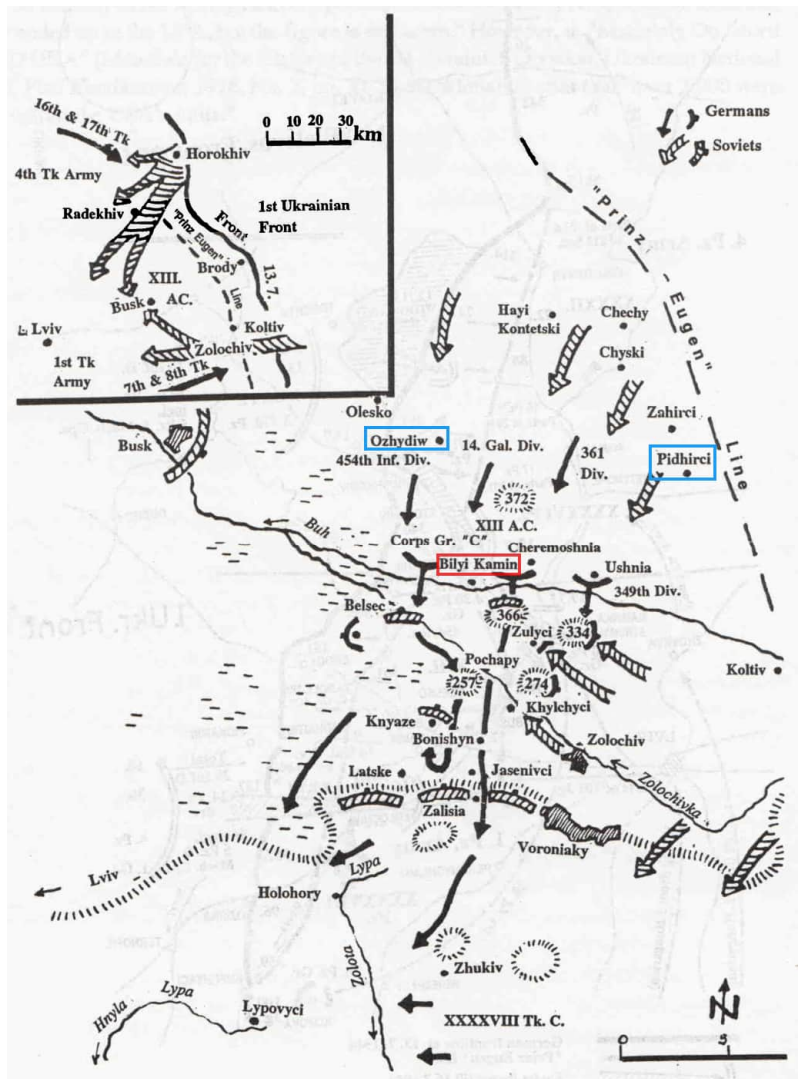 16th & 17th Tk
4th Tk Army
Horokhiv
0 10 20 30 km
Radekhiv
"Prinz Eugen" Line
Front
1st Ukrainian
Front
Brody
13. 7.
XIII.
AC.
Busk
Lviv
Koltiv
Zolochiv
1st Tk
Army
7th & 8th Tk
Germans
Soviets
"Prinz - Eugen" Line
Hayi
Kontetski
Chechy
Chyski
Zahirci
Pidhirci
Olesko
Busk
Ozhydiw
454th Inf. Div.
14. Gal. Div.
361
Div.
372
XIII A.C.
Buh
Corps Gr. "C"
Cheremoshnia
Bilyi Kamin
Ushnia
349th Div.
Belsec
366
Zulyci
334
Pochapy
Koltiv
257
274
Khylchyci
Knyaze
Bonishyn
Zolochiv
Zolochivka
Latske
Jasenivci
Zalisia
Voroniaky
Lviv
Lypa
Holohory
Zolota
Zhukiv
Hnyla Lypa
Lypovyci
XXXXVIII Tk. C.
N
0 5